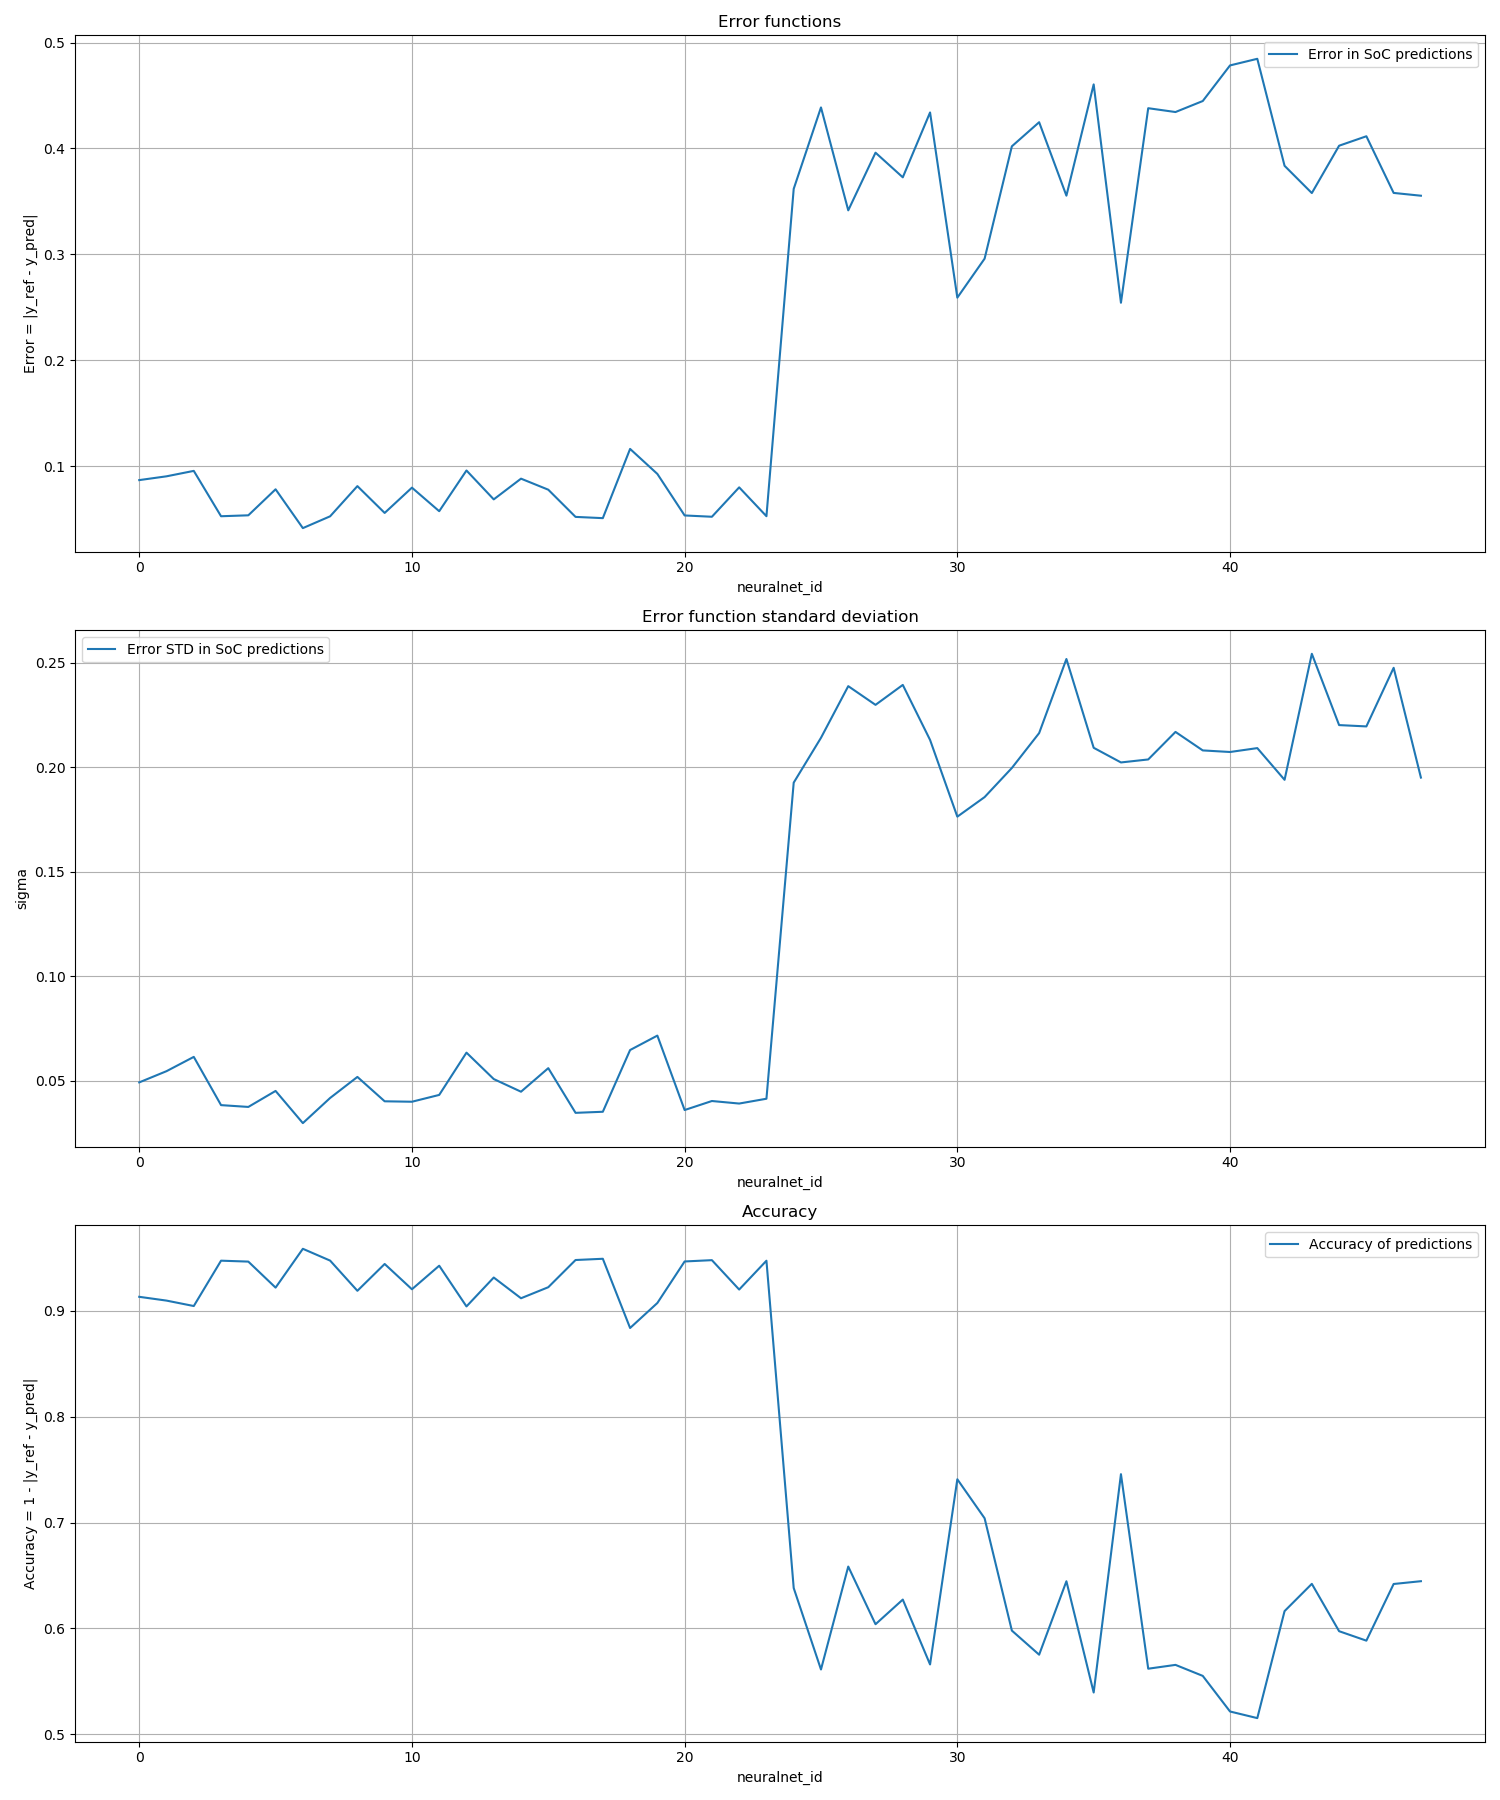 Error functions
Error in SoC predictions
Error = |y_ref - y_pred|
0.5
0.4
0.3
0.2
0.1
0 10 20 30 40
neuralnet_id
Error function standard deviation
Error STD in SoC predictions
sigma
0.25
0.20
0.15
0.10
0.05
0 10 20 30 40
neuralnet_id
Accuracy
Accuracy of predictions
Accuracy = 1 - |y_ref - y_pred|
0.9
0.8
0.7
0.6
0.5
0 10 20 30 40
neuralnet_id